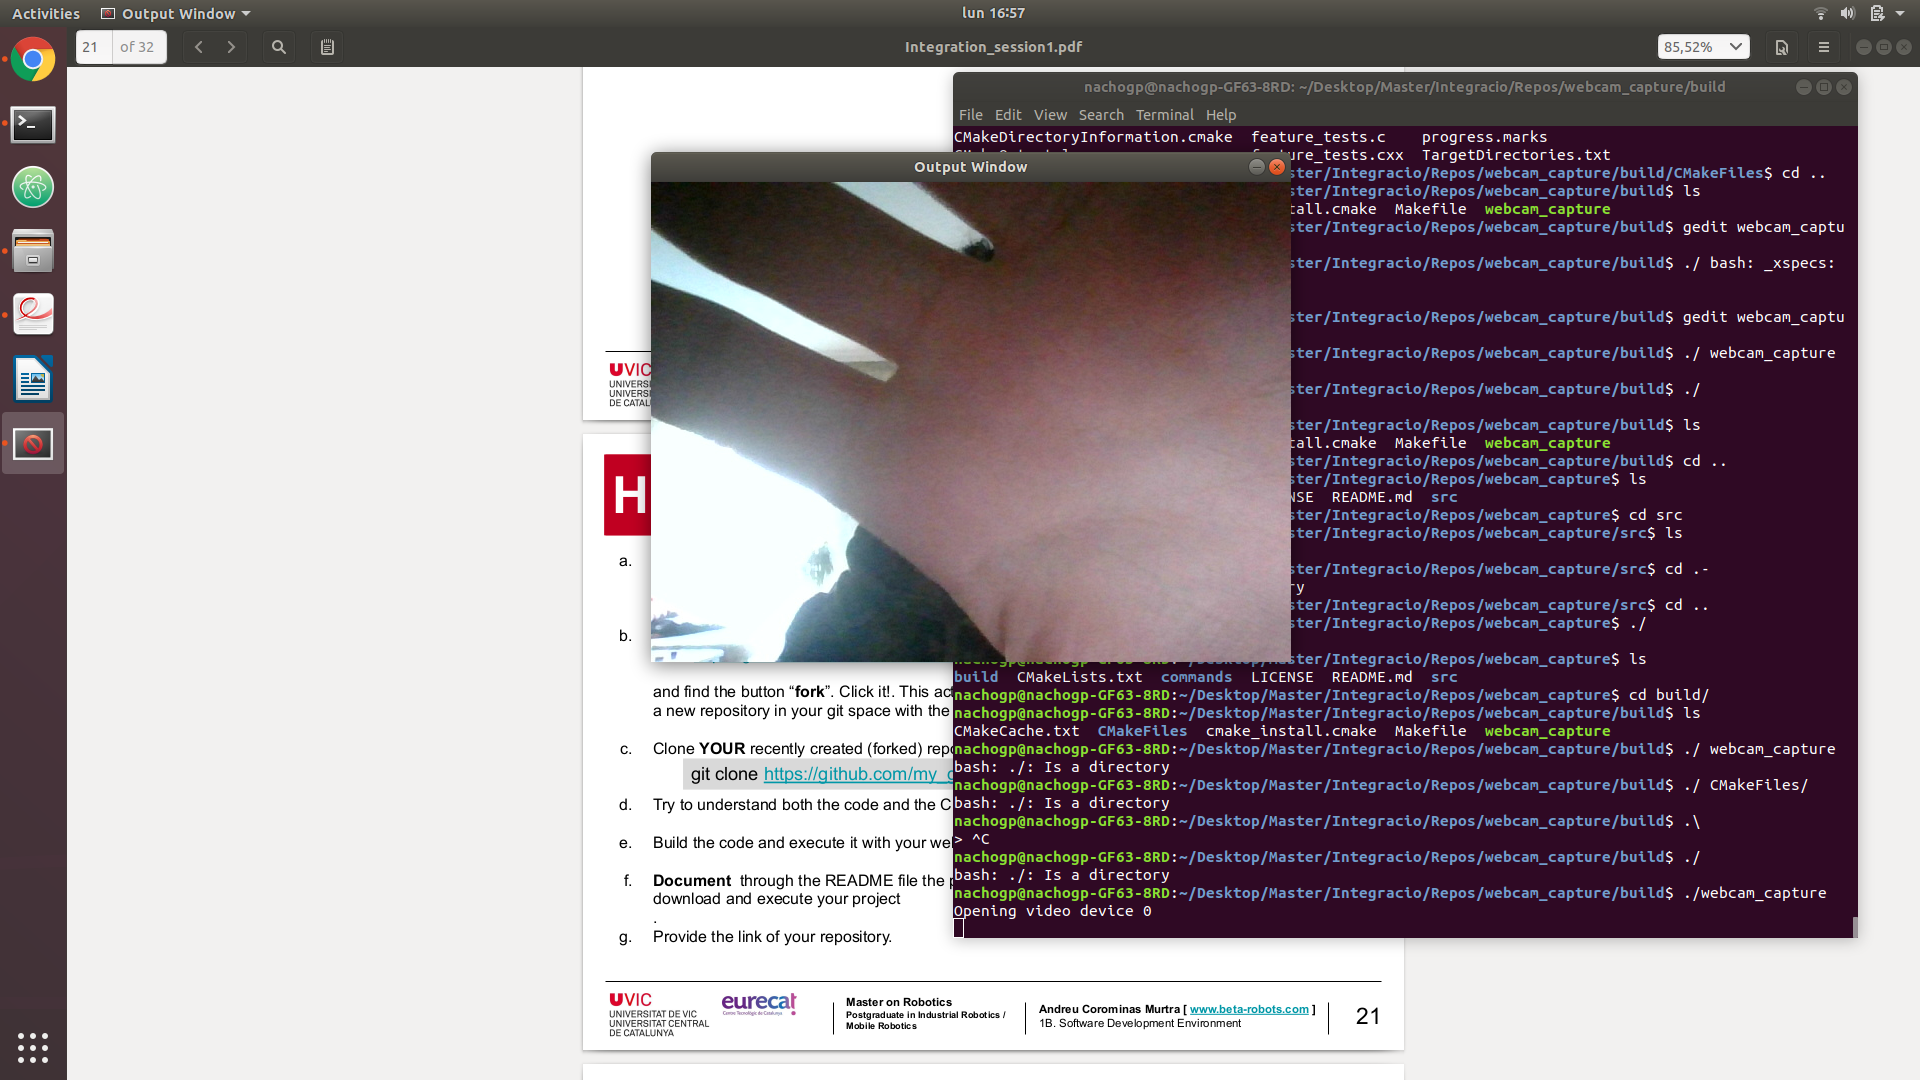 Activities
Output Window
lun 16:57
21
of 32
Integration_session1.pdf
85,52%
nachogp@nachogp-GF63-8RD: ~/Desktop/Master/Integracio/Repos/webcam_capture/build
File Edit View Search Terminal Help
CMakeDirectoryInformation.cmake feature_tests.c progress.marks
feature_tests.cxx TargetDirectories.txt
ster/Integracio/Repos/webcam_capture/build/CMakeFiles$ cd ..
ster/Integracio/Repos/webcam_capture/build$ ls
tall.cmake Makefile webcam_capture
ster/Integracio/Repos/webcam_capture/build$ gedit webcam_captu
ster/Integracio/Repos/webcam_capture/build$ ./ bash: _xspecs:
ster/Integracio/Repos/webcam_capture/build$ gedit webcam_captu
ster/Integracio/Repos/webcam_capture/build$ ./ webcam_capture
ster/Integracio/Repos/webcam_capture/build$ ./
ster/Integracio/Repos/webcam_capture/build$ ls
tall.cmake Makefile webcam_capture
ster/Integracio/Repos/webcam_capture/build$ cd ..
ster/Integracio/Repos/webcam_capture$ ls
NSE README.md src
ster/Integracio/Repos/webcam_capture$ cd src
ster/Integracio/Repos/webcam_capture/src$ ls
ster/Integracio/Repos/webcam_capture/src$ cd .-
ry
ster/Integracio/Repos/webcam_capture/src$ cd ..
ster/Integracio/Repos/webcam_capture$ ./
ster/Integracio/Repos/webcam_capture$ ls
build CMakeLists.txt commands LICENSE README.md src
nachogp@nachogp-GF63-8RD:~/Desktop/Master/Integracio/Repos/webcam_capture$ cd build/
nachogp@nachogp-GF63-8RD:~/Desktop/Master/Integracio/Repos/webcam_capture/build$ ls
CMakeCache.txt CMakeFiles cmake_install.cmake Makefile webcam_capture
nachogp@nachogp-GF63-8RD:~/Desktop/Master/Integracio/Repos/webcam_capture/build$ ./ webcam_capture
bash: ./: Is a directory
nachogp@nachogp-GF63-8RD:~/Desktop/Master/Integracio/Repos/webcam_capture/build$ ./ CMakeFiles/
bash: ./: Is a directory
nachogp@nachogp-GF63-8RD:~/Desktop/Master/Integracio/Repos/webcam_capture/build$ .\
> ^C
nachogp@nachogp-GF63-8RD:~/Desktop/Master/Integracio/Repos/webcam_capture/build$ ./
bash: ./: Is a directory
nachogp@nachogp-GF63-8RD:~/Desktop/Master/Integracio/Repos/webcam_capture/build$ ./webcam_capture
Opening video device 0
Output Window
UVIC
UNIVERSI
UNIVERS
DE CATAL
H
a.
b.
and find the button “fork”. Click it!. This ac
a new repository in your git space with the
c. Clone YOUR recently created (forked) repo
git clone https://github.com/my_g
d. Try to understand both the code and the C
e. Build the code and execute it with your we
f. Document through the README file the p
download and execute your project
.
g. Provide the link of your repository.
UVIC
UNIVERSITAT DE VIC
UNIVERSITAT CENTRAL
DE CATALUNYA
eurecat
Centre Tecnològic de Catalunya
Master on Robotics
Postgraduate in Industrial Robotics /
Mobile Robotics
Andreu Corominas Murtra [ www.beta-robots.com ]
1B. Software Development Environment
21